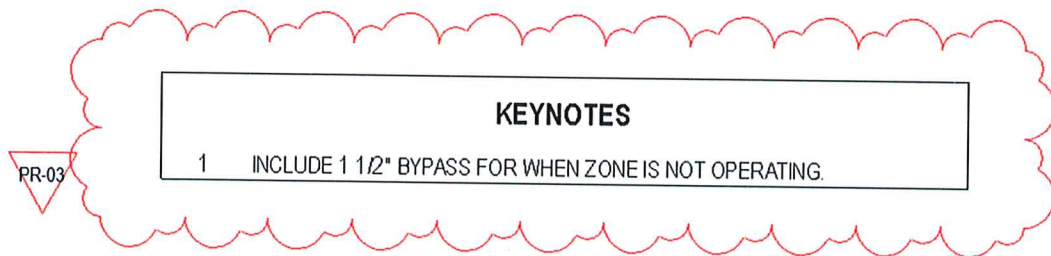 KEYNOTES
1 INCLUDE 1 1/2" BYPASS FOR WHEN ZONE IS NOT OPERATING.
PR-03